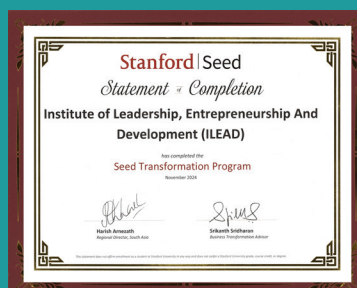 Stanford|Seed
Statement of Completion
Institute of Leadership, Entrepreneurship And
Development (ILEAD)
has completed the
Seed Transformation Program
November 2024
Harish Arnezath
Regional Director, South Asia
Srikanth Sridharan
Business Transformation Advisor